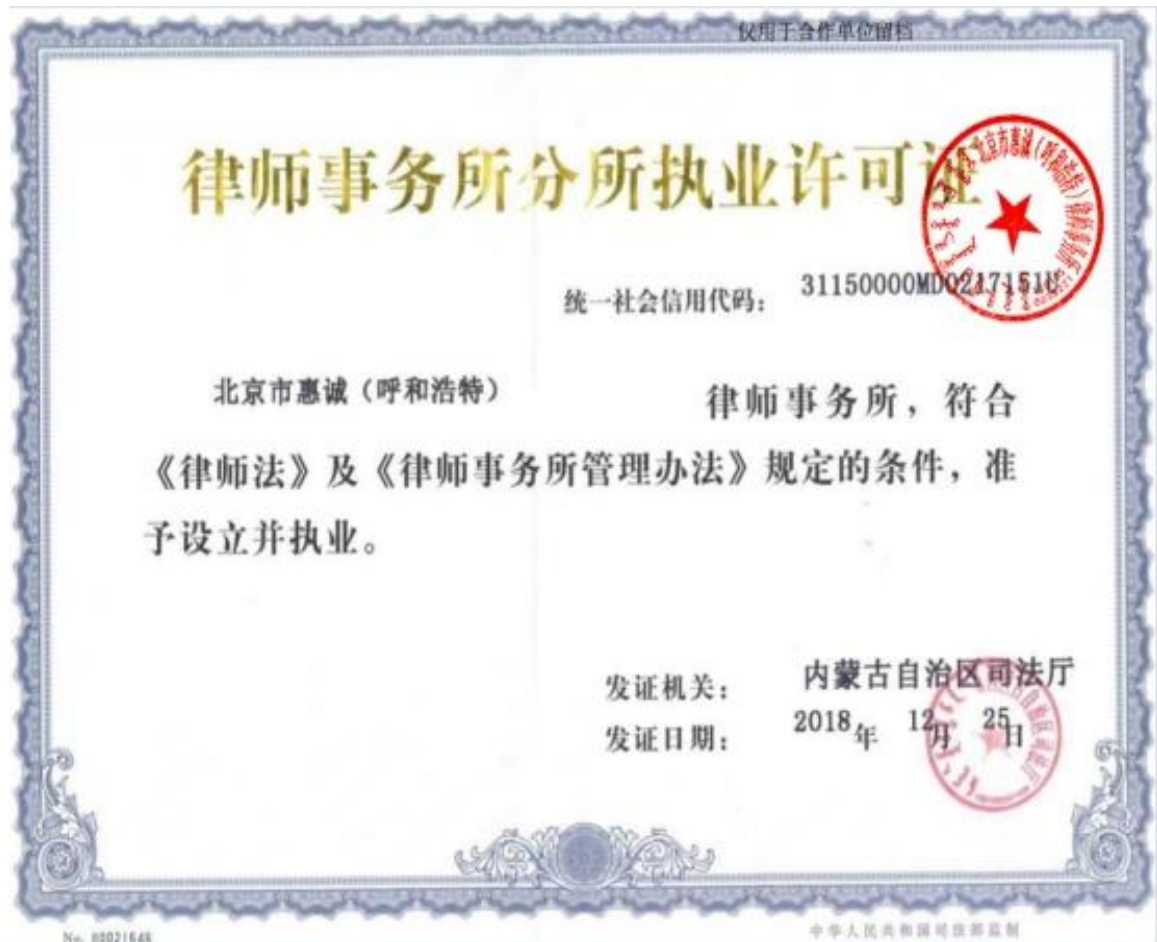 仅用于合作单位留档
律师事务所分所执业许可证
统一社会信用代码： 31150000MD0217151U
北京市惠诚（呼和浩特） 律师事务所，符合
《律师法》及《律师事务所管理办法》规定的条件，准
予设立并执业。
发证机关： 内蒙古自治区司法厅
发证日期： 2018年 12月 25日
中华人民共和国司法部监制